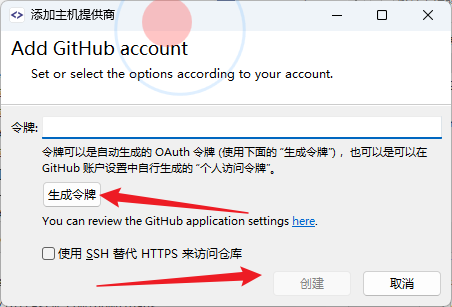 添加主机提供商
Add GitHub account
Set or select the options according to your account.
令牌:
令牌可以是自动生成的 OAuth 令牌 (使用下面的 “生成令牌”) ，也可以是可以在
GitHub 账户设置中自行生成的 “个人访问令牌”。
生成令牌
You can review the GitHub application settings here.
使用 SSH 替代 HTTPS 来访问仓库
创建 取消